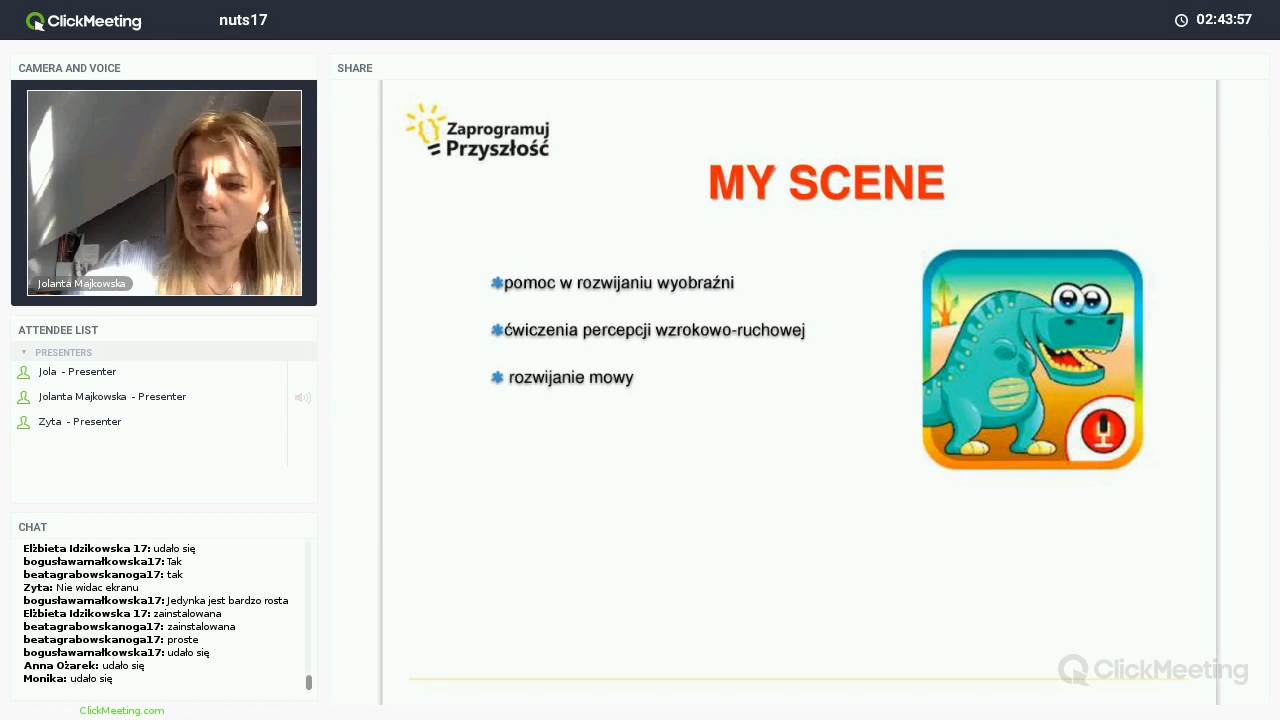 ClickMeeting
nuts17
02:43:57
CAMERA AND VOICE
SHARE
Jolanta Majkowska
ATTENDEE LIST
PRESENTERS
Jola - Presenter
Jolanta Majkowska - Presenter
Zyta - Presenter
CHAT
Elżbieta Idzikowska 17: udało się
bogusławamałkowska17: Tak
beatagrabowskanoga17: tak
Zyta: Nie widac ekranu
bogusławamałkowska17: Jedynka jest bardzo rosta
Elżbieta Idzikowska 17: zainstalowana
beatagrabowskanoga17: zainstalowana
beatagrabowskanoga17: proste
bogusławamałkowska17: udało się
Anna Ożarek: udało się
Monika: udało się
ClickMeeting.com
Zaprogramuj
Przyszłość
MY SCENE
*pomoc w rozwijaniu wyobraźni
*ćwiczenia percepcji wzrokowo-ruchowej
* rozwijanie mowy
ClickMeeting